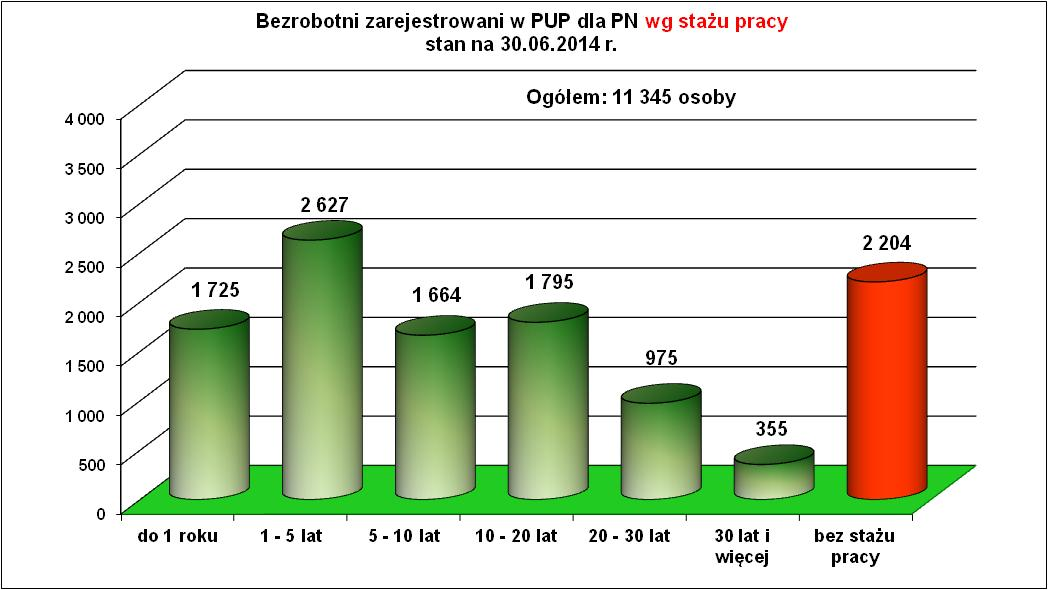 Bezrobotni zarejestrowani w PUP dla PN wg stażu pracy
stan na 30.06.2014 r.
Ogółem: 11 345 osoby
4 000
3 500
3 000
2 500
2 000
1 500
1 000
500
0
1 725
2 627
1 664
1 795
975
355
2 204
do 1 roku
1 - 5 lat
5 - 10 lat
10 - 20 lat
20 - 30 lat
30 lat i
więcej
bez stażu
pracy